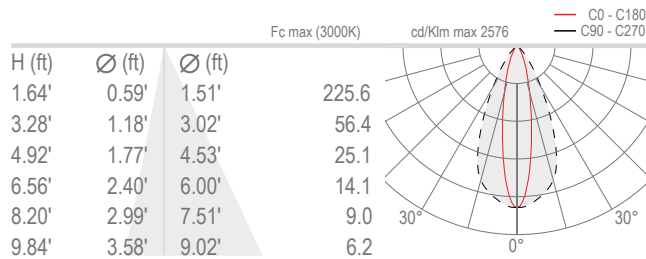 Fc max (3000K) cd/Klm max 2576 C0 - C180
C90 - C270
H (ft) Ø (ft) Ø (ft)
1.64' 0.59' 1.51' 225.6
3.28' 1.18' 3.02' 56.4
4.92' 1.77' 4.53' 25.1
6.56' 2.40' 6.00' 14.1
8.20' 2.99' 7.51' 9.0
9.84' 3.58' 9.02' 6.2
30° 30°
0°